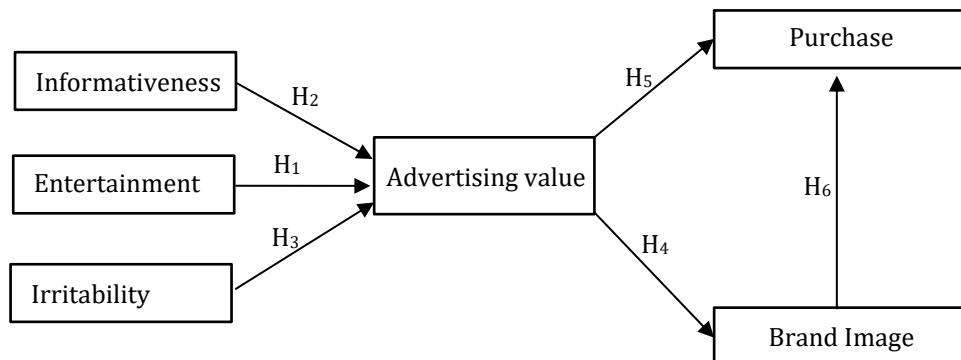 Purchase
Informativeness
H5
H2
Entertainment
H1
Advertising value
H6
H3
H4
Irritability
Brand Image